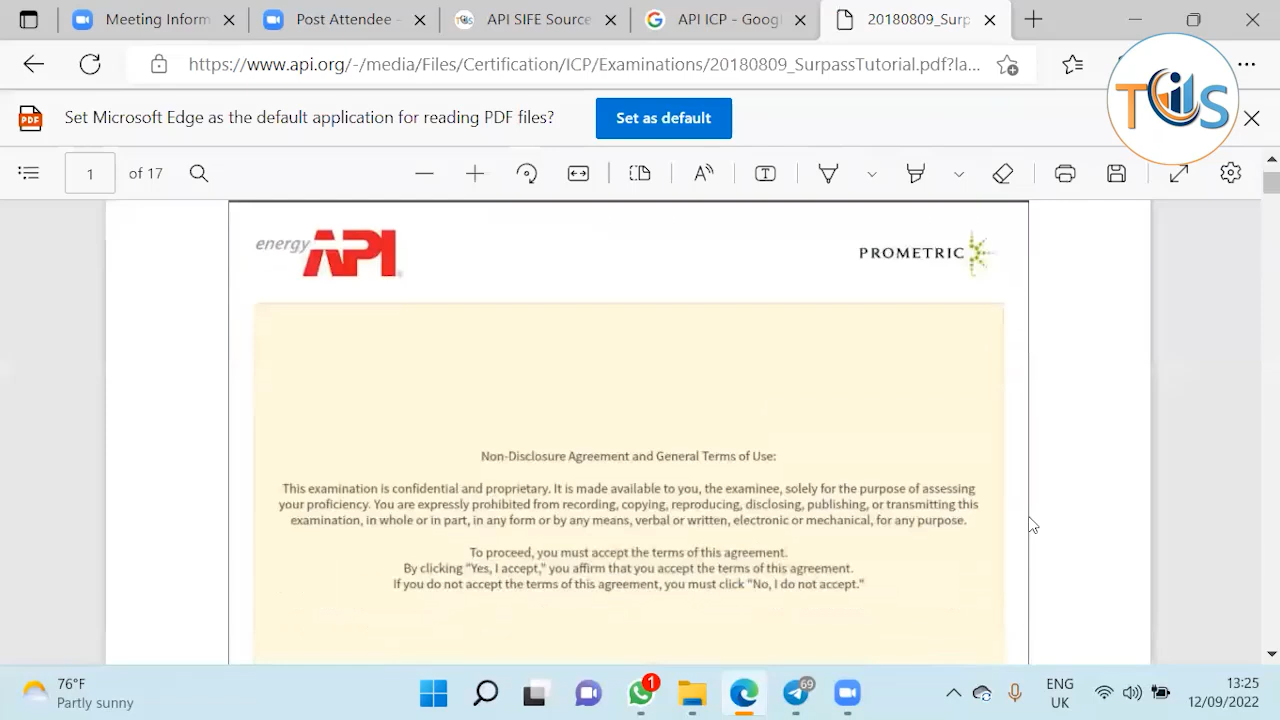 Meeting Inform
Post Attendee -
API SIFE Source
API ICP - Googl
20180809_Surp
https://www.api.org/-/media/Files/Certification/ICP/Examinations/20180809_SurpassTutorial.pdf?la...
TCILS
PDF
Set Microsoft Edge as the default application for reading PDF files?
Set as default
1
of 17
energy API
PROMETRIC
Non-Disclosure Agreement and General Terms of Use:
This examination is confidential and proprietary. It is made available to you, the examinee, solely for the purpose of assessing
your proficiency. You are expressly prohibited from recording, copying, reproducing, disclosing, publishing, or transmitting this
examination, in whole or in part, in any form or by any means, verbal or written, electronic or mechanical, for any purpose.
To proceed, you must accept the terms of this agreement.
By clicking "Yes, I accept," you affirm that you accept the terms of this agreement.
If you do not accept the terms of this agreement, you must click "No, I do not accept."
76°F
Partly sunny
1
69
ENG
UK
13:25
12/09/2022